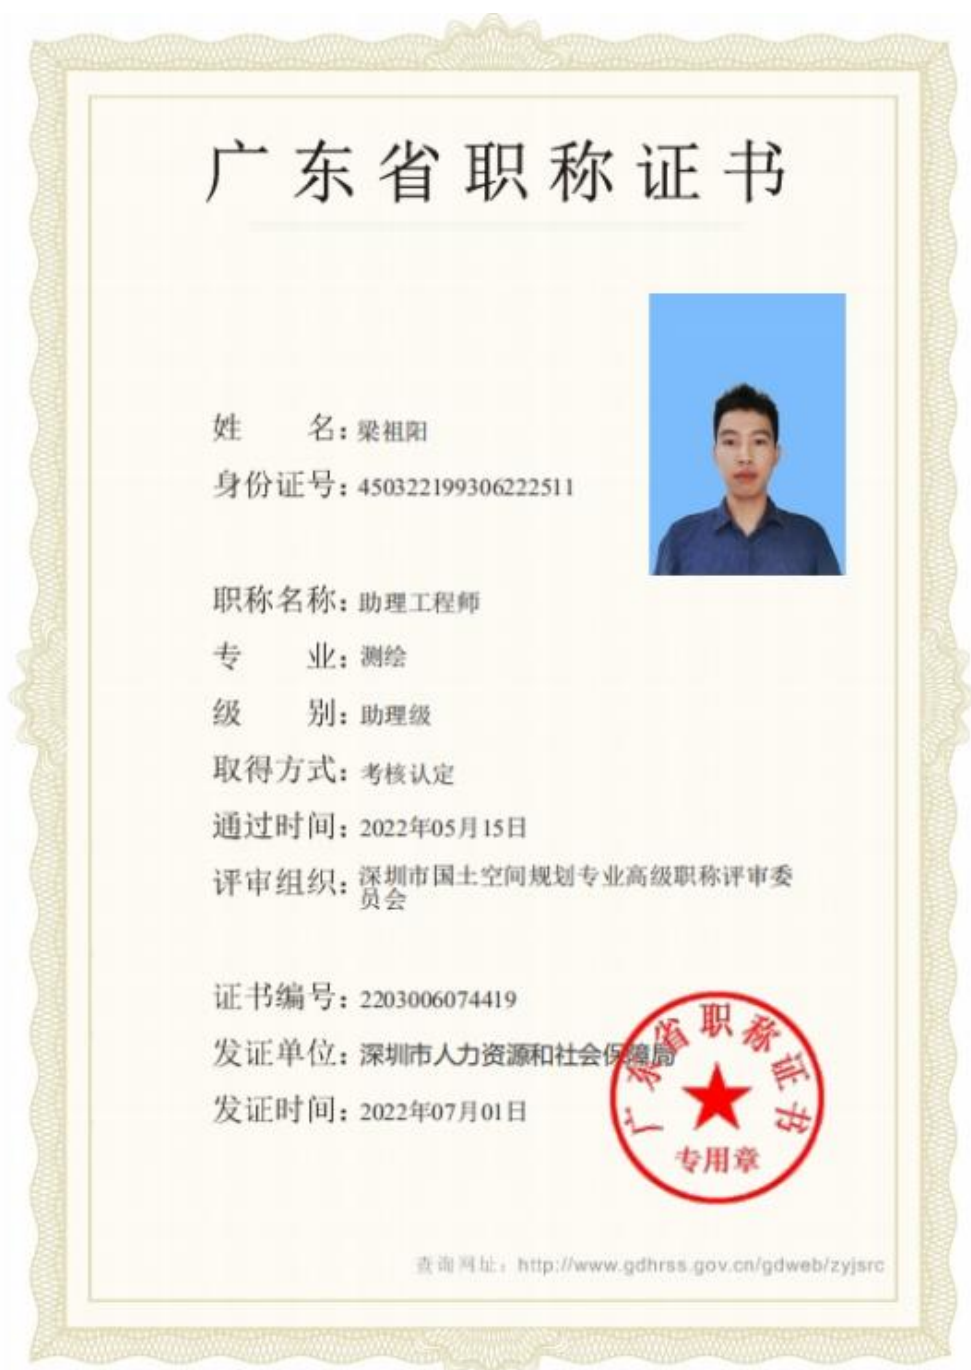 广东省职称证书
姓名：梁祖阳
身份证号：450322199306222511
职称名称：助理工程师
专业：测绘
级别：助理级
取得方式：考核认定
通过时间：2022年05月15日
评审组织：深圳市国土空间规划专业高级职称评审委
员会
证书编号：2203006074419
发证单位：深圳市人力资源和社会保障局
发证时间：2022年07月01日
广东省职称证书
专用章
查询网址：http://www.gdhrss.gov.cn/gdweb/zyjsrc